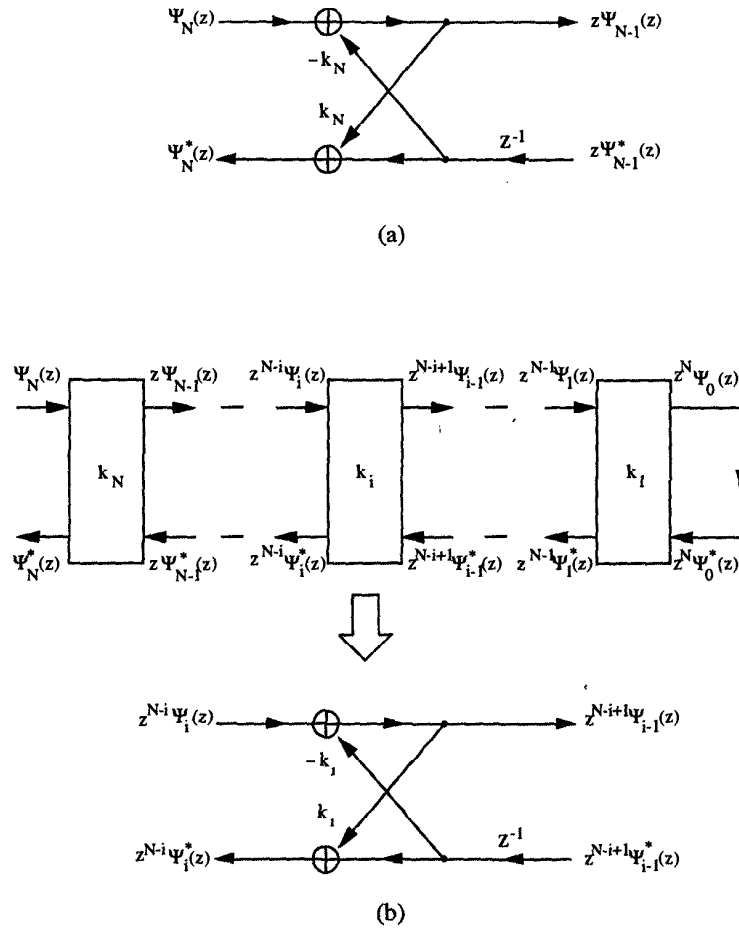 Ψ_N(z) zΨ_{N-1}(z)
−k_N
k_N
Ψ*_N(z) z^{-1} zΨ*_{N-1}(z)
(a)
Ψ_N(z) zΨ_{N-1}(z) z^{N-i}Ψ_i(z) z^{N-i+1}Ψ_{i-1}(z) z^{N-1}Ψ_1(z) z^NΨ_0(z)
k_N k_i k_1
Ψ*_N(z) zΨ*_{N-1}(z) z^{N-i}Ψ*_i(z) z^{N-i+1}Ψ*_{i-1}(z) z^{N-1}Ψ*_1(z) z^NΨ*_0(z)
z^{N-i}Ψ_i(z) z^{N-i+1}Ψ_{i-1}(z)
−k_i
k_i
z^{N-i}Ψ*_i(z) z^{-1} z^{N-i+1}Ψ*_{i-1}(z)
(b)